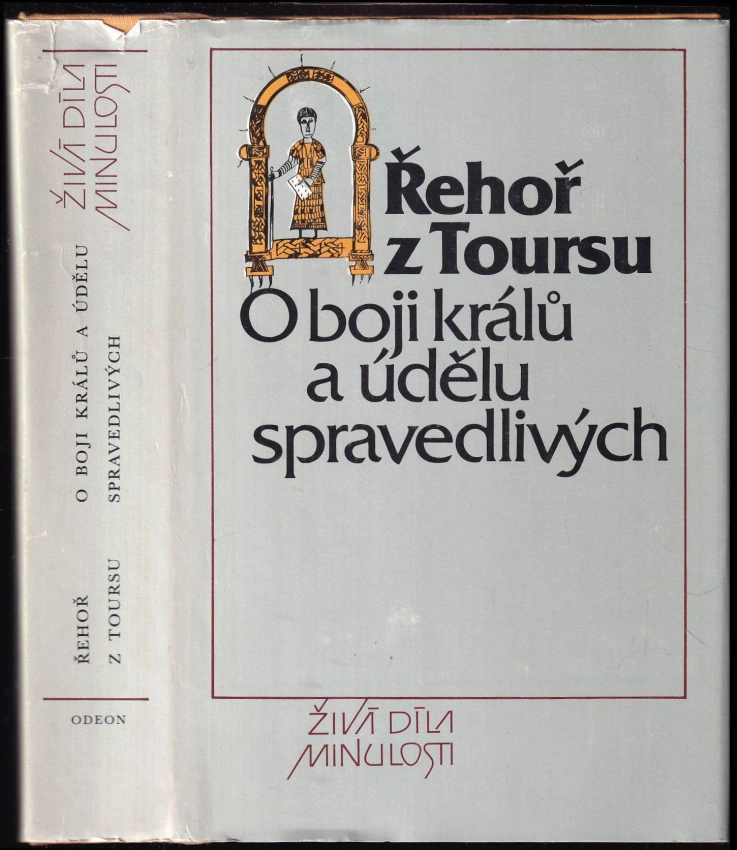 ŽIVÁ DÍLA
MINULOSTI
O BOJI KRÁLŮ A ÚDĚLU
SPRAVEDLIVÝCH
ŘEHOŘ
Z TOURSU
ODEON
Řehoř
z Toursu
O boji králů
a údělu
spravedlivých
ŽIVÁ DÍLA
MINULOSTI